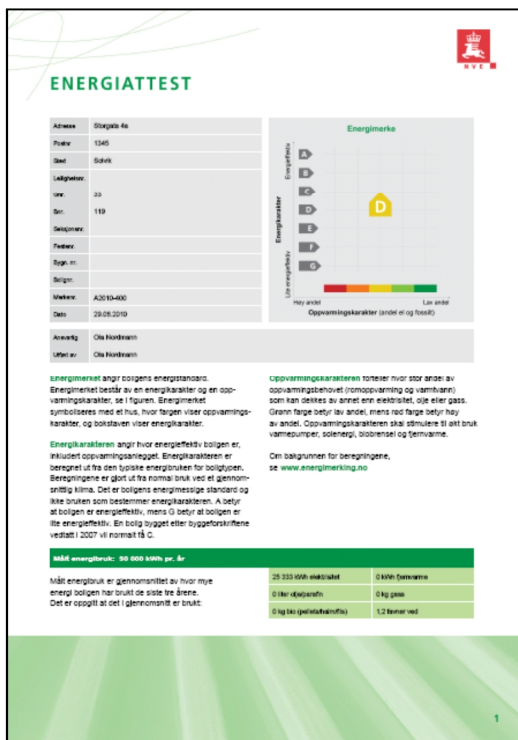 NVE
ENERGIATTEST
Adresse Storgata 4a
Postnr 1345
Sted Solvik
Leilighetsnr.
Gnr. 33
Bnr. 119
Seksjonsnr.
Festenr.
Bygn. nr.
Bolignr.
Merkenr. A2010-400
Dato 29.06.2010
Energimerke
Energieffektiv
Energikarakter
Lite energieffektiv
A
B
C
D
D
E
F
G
Høy andel
Lav andel
Oppvarmingskarakter (andel el og fossilt)
Ansvarlig Ola Nordmann
Utført av Ola Nordmann
Energimerket angir boligens energistandard.
Energimerket består av en energikarakter og en opp-
varmingskarakter, se i figuren. Energimerket
symboliseres med et hus, hvor fargen viser oppvarmings-
karakter, og bokstaven viser energikarakter.
Energikarakteren angir hvor energieffektiv boligen er,
inkludert oppvarmingsanlegget. Energikarakteren er
beregnet ut fra den typiske energibruken for boligtypen.
Beregningene er gjort ut fra normal bruk ved et gjennom-
snittlig klima. Det er boligens energimessige standard og
ikke bruken som bestemmer energikarakteren. A betyr
at boligen er energieffektiv, mens G betyr at boligen er
lite energieffektiv. En bolig bygget etter byggeforskriftene
vedtatt i 2007 vil normalt få C.
Oppvarmingskarakteren forteller hvor stor andel av
oppvarmingsbehovet (romoppvarming og varmtvann)
som kan dekkes av annet enn elektrisitet, olje eller gass.
Grønn farge betyr lav andel, mens rød farge betyr høy
av andel. Oppvarmingskarakteren skal stimulere til økt bruk
varmepumper, solenergi, biobrensel og fjernvarme.
Om bakgrunnen for beregningene,
se www.energimerking.no
Målt energibruk: kWh pr. år
Målt energibruk er gjennomsnittet av hvor mye
energi boligen har brukt de siste tre årene.
Det er oppgitt at det i gjennomsnitt er brukt:
25 333 kWh elektrisitet
0 kWh fjernvarme
0 liter olje/parafin
0 kg gass
0 kg bio (pellets/halm/flis)
1,2 favner ved
1